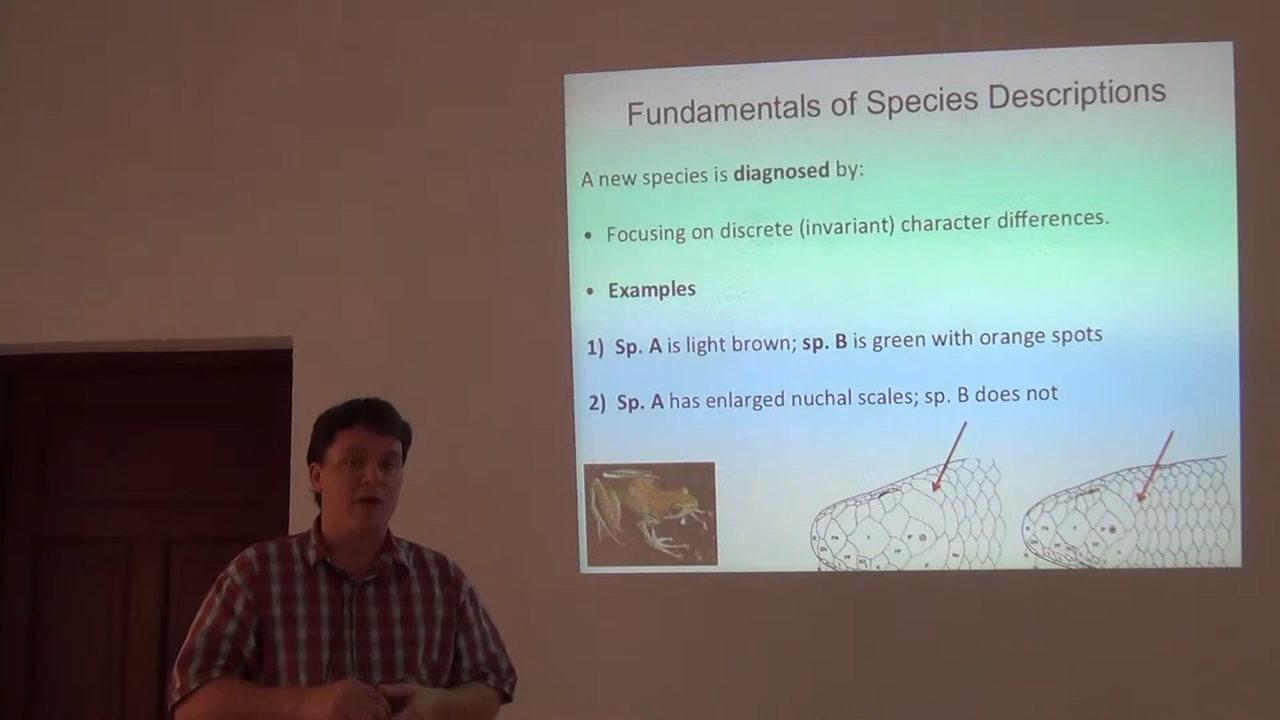 Fundamentals of Species Descriptions
A new species is diagnosed by:
• Focusing on discrete (invariant) character differences.
• Examples
1) Sp. A is light brown; sp. B is green with orange spots
2) Sp. A has enlarged nuchal scales; sp. B does not